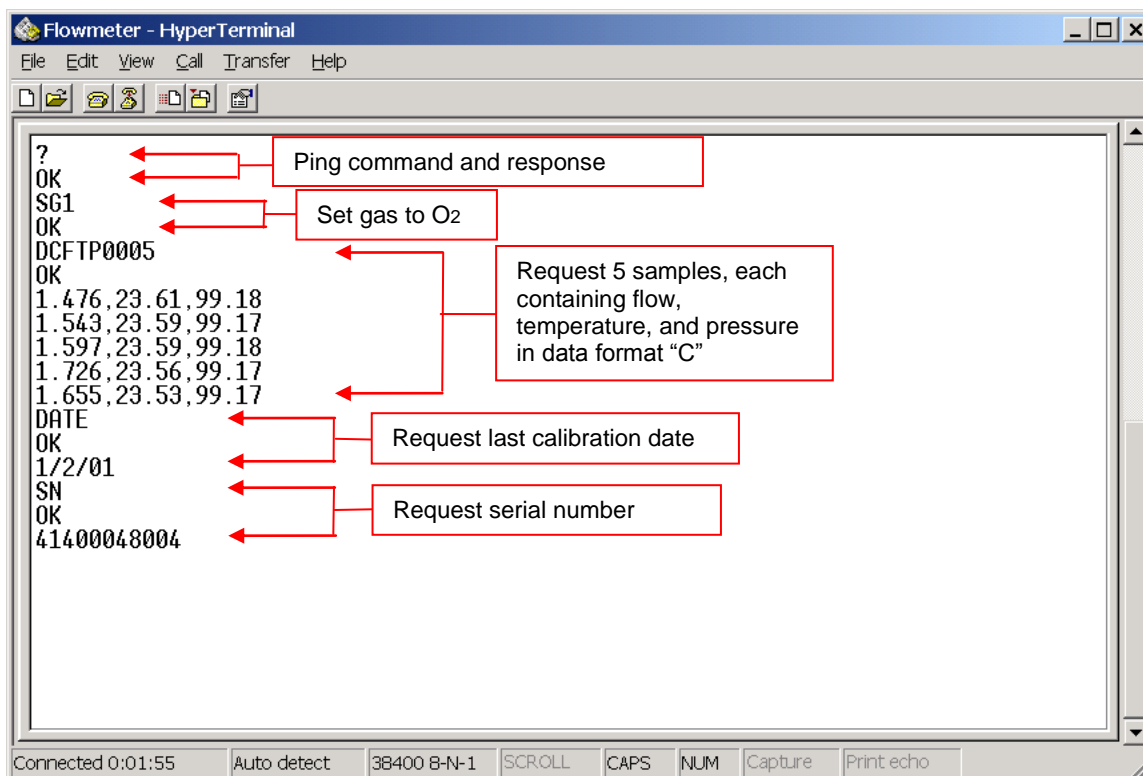 Flowmeter - HyperTerminal
File Edit View Call Transfer Help
?
OK
Ping command and response
SG1
OK
Set gas to O2
DCFTP0005
OK
1.476,23.61,99.18
1.543,23.59,99.17
1.597,23.59,99.18
1.726,23.56,99.17
1.655,23.53,99.17
Request 5 samples, each
containing flow,
temperature, and pressure
in data format “C”
DATE
OK
1/2/01
Request last calibration date
SN
OK
41400048004
Request serial number
Connected 0:01:55 Auto detect 38400 8-N-1 SCROLL CAPS NUM Capture Print echo